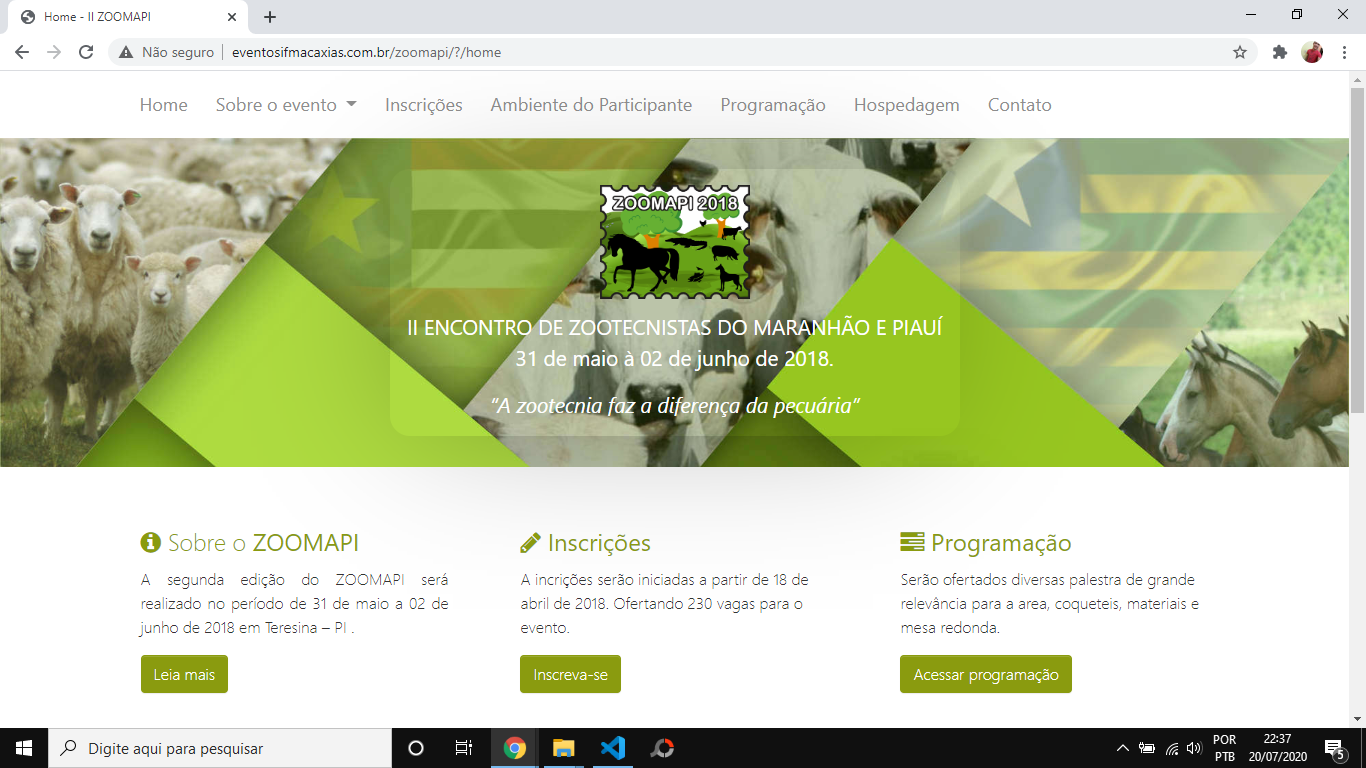 Home - II ZOOMAPI
Não seguro eventosifmacaxias.com.br/zoomapi/?/home
Home Sobre o evento Inscrições Ambiente do Participante Programação Hospedagem Contato
ZOOMAPI 2018
II ENCONTRO DE ZOOTECNISTAS DO MARANHÃO E PIAUÍ
31 de maio à 02 de junho de 2018.
"A zootecnia faz a diferença da pecuária"
Sobre o ZOOMAPI
A segunda edição do ZOOMAPI será
realizado no período de 31 de maio a 02 de
junho de 2018 em Teresina – PI .
Leia mais
Inscrições
A incrições serão iniciadas a partir de 18 de
abril de 2018. Ofertando 230 vagas para o
evento.
Inscreva-se
Programação
Serão ofertados diversas palestra de grande
relevância para a area, coqueteis, materiais e
mesa redonda.
Acessar programação
Digite aqui para pesquisar
POR
PTB
22:37
20/07/2020
5